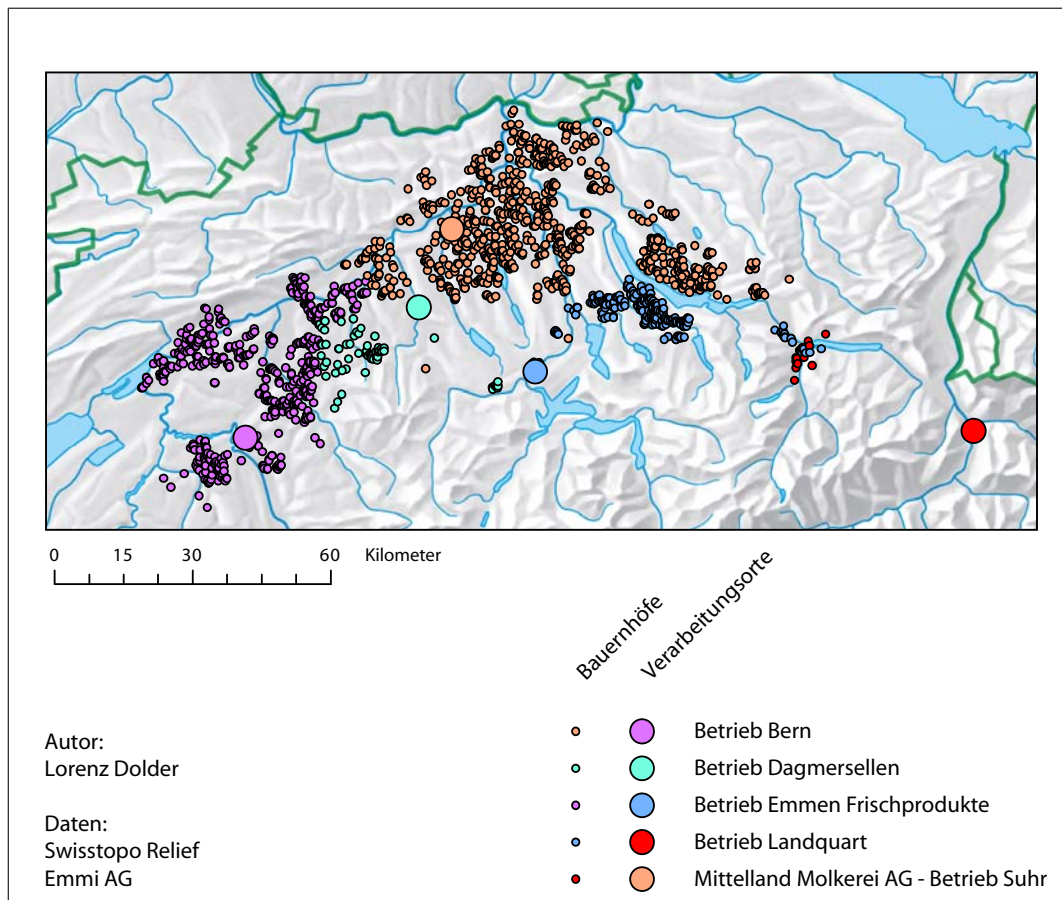 0 15 30 60 Kilometer
Bauernhöfe
Verarbeitungsorte
Autor:
Lorenz Dolder
Daten:
Swisstopo Relief
Emmi AG
Betrieb Bern
Betrieb Dagmersellen
Betrieb Emmen Frischprodukte
Betrieb Landquart
Mittelland Molkerei AG - Betrieb Suhr